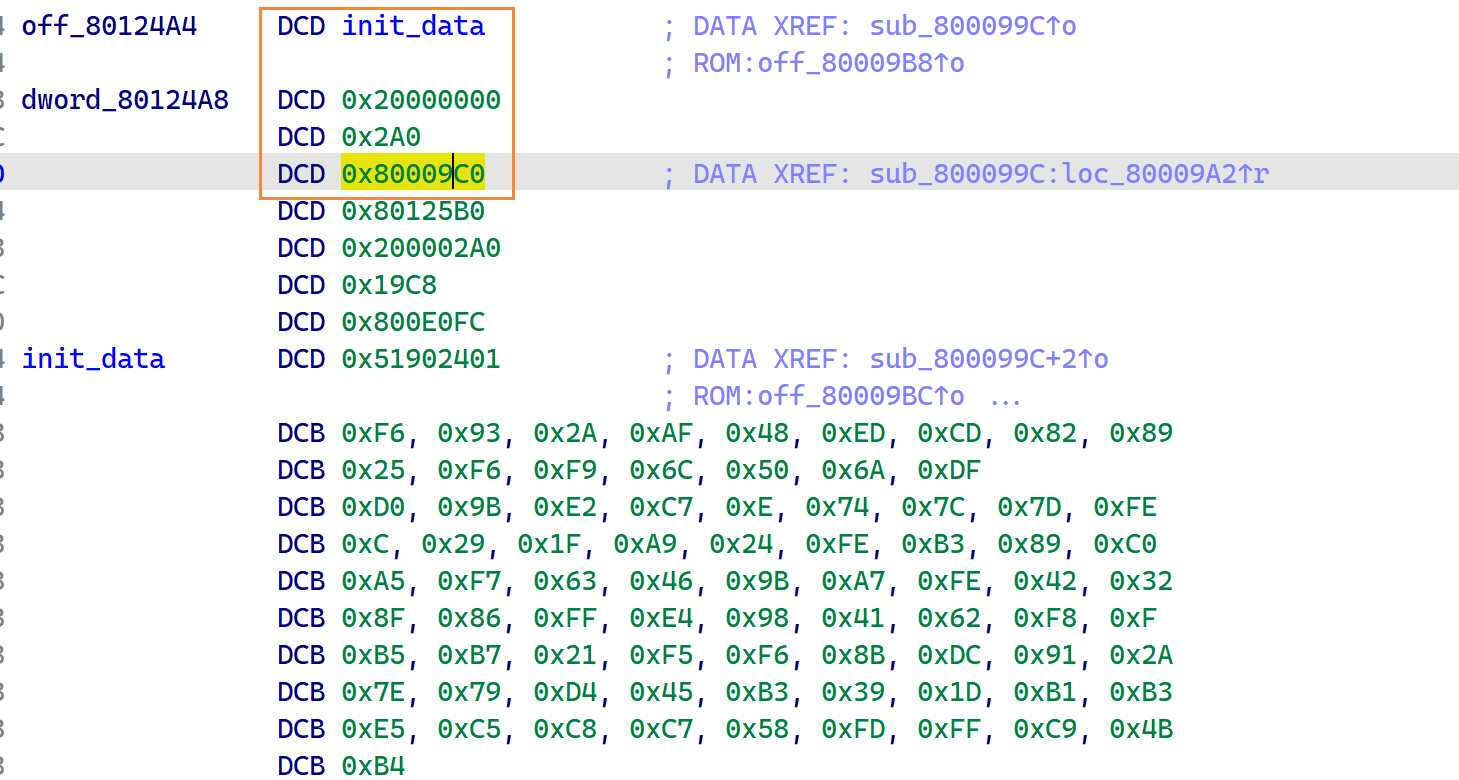 4 off_80124A4 DCD init_data ; DATA XREF: sub_800099C↑o
4 ; ROM:off_80009B8↑o
8 dword_80124A8 DCD 0x20000000
C DCD 0x2A0
0 DCD 0x80009C0 ; DATA XREF: sub_800099C:loc_80009A2↑r
4 DCD 0x80125B0
8 DCD 0x200002A0
C DCD 0x19C8
0 DCD 0x800E0FC
4 init_data DCD 0x51902401 ; DATA XREF: sub_800099C+2↑o
4 ; ROM:off_80009BC↑o ...
8 DCB 0xF6, 0x93, 0x2A, 0xAF, 0x48, 0xED, 0xCD, 0x82, 0x89
8 DCB 0x25, 0xF6, 0xF9, 0x6C, 0x50, 0x6A, 0xDF
8 DCB 0xD0, 0x9B, 0xE2, 0xC7, 0xE, 0x74, 0x7C, 0x7D, 0xFE
8 DCB 0xC, 0x29, 0x1F, 0xA9, 0x24, 0xFE, 0xB3, 0x89, 0xC0
8 DCB 0xA5, 0xF7, 0x63, 0x46, 0x9B, 0xA7, 0xFE, 0x42, 0x32
8 DCB 0x8F, 0x86, 0xFF, 0xE4, 0x98, 0x41, 0x62, 0xF8, 0xF
8 DCB 0xB5, 0xB7, 0x21, 0xF5, 0xF6, 0x8B, 0xDC, 0x91, 0x2A
8 DCB 0x7E, 0x79, 0xD4, 0x45, 0xB3, 0x39, 0x1D, 0xB1, 0xB3
8 DCB 0xE5, 0xC5, 0xC8, 0xC7, 0x58, 0xFD, 0xFF, 0xC9, 0x4B
8 DCB 0xB4